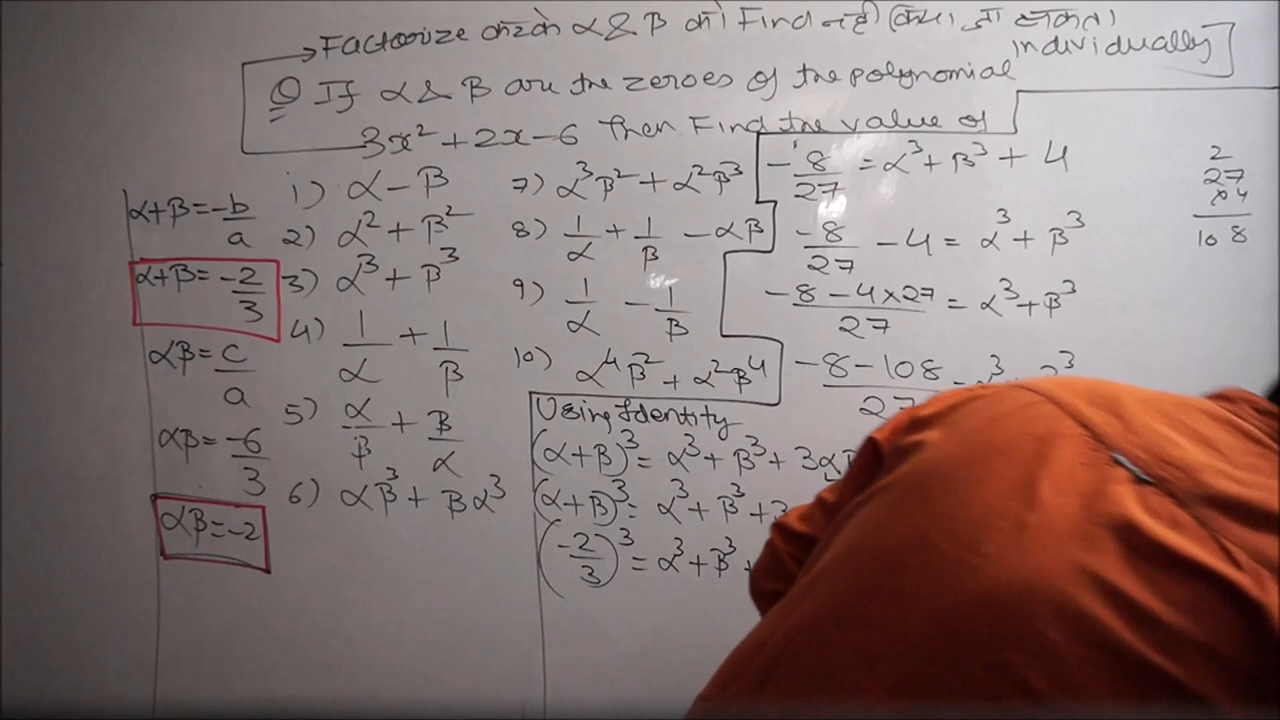 →Factorize करके α & β को Find नही किया जा सकता
individually
Q If α & β are the zeroes of the polynomial
3x² + 2x - 6 Then Find the value of
α+β = -b/a
α+β = -2/3
αβ = c/a
αβ = -6/3
αβ = -2
1) α - β
2) α² + β²
3) α³ + β³
4) 1/α + 1/β
5) α/β + β/α
6) αβ³ + βα³
7) α³β² + α²β³
8) 1/α + 1/β - αβ
9) 1/α - 1/β
10) α⁴β² + α²β⁴
Using Identity
(α+β)³ = α³ + β³ + 3α
(α+β)³ = α³ + β³ + 3
(-2/3)³ = α³ + β³ +
-8/27 = α³ + β³ + 4
-8/27 - 4 = α³ + β³
-8 - 4×27/27 = α³ + β³
-8 - 108/27
2
27
×4
108